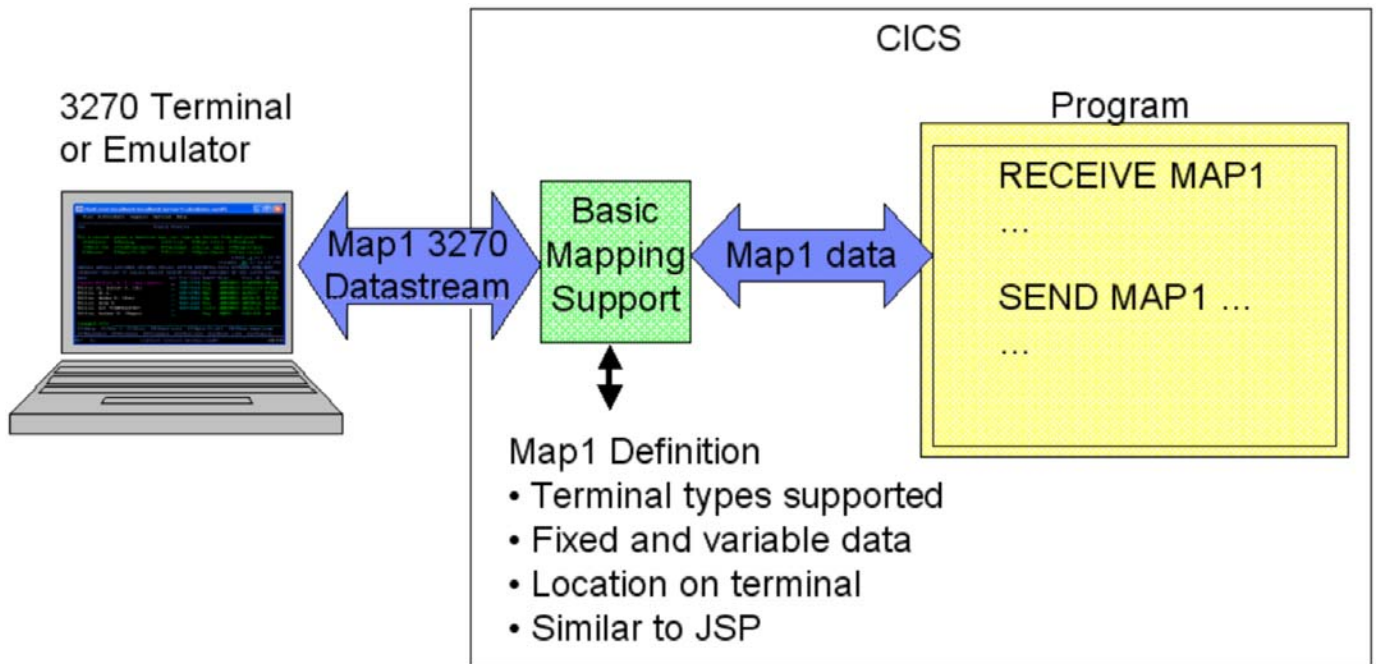 CICS
3270 Terminal
or Emulator
Program
Map1 3270
Datastream
Basic
Mapping
Support
Map1 data
RECEIVE MAP1
...
SEND MAP1 ...
...
Map1 Definition
• Terminal types supported
• Fixed and variable data
• Location on terminal
• Similar to JSP